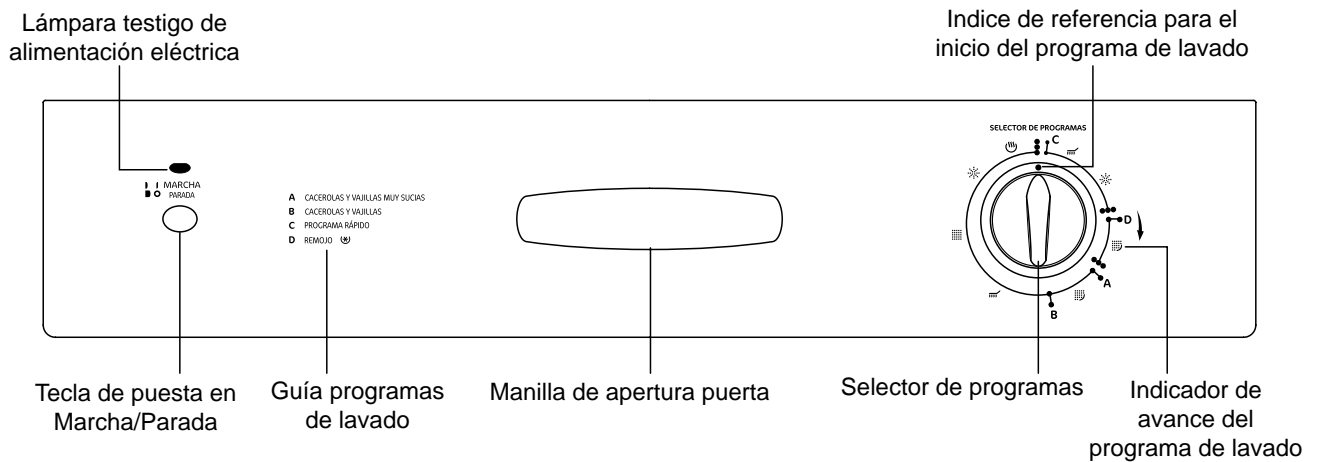 Lámpara testigo de
alimentación eléctrica
Indice de referencia para el
inicio del programa de lavado
SELECTOR DE PROGRAMAS
C
MARCHA
PARADA
A CACEROLAS Y VAJILLAS MUY SUCIAS
B CACEROLAS Y VAJILLAS
C PROGRAMA RÁPIDO
D REMOJO
D
A
B
Tecla de puesta en
Marcha/Parada
Guía programas
de lavado
Manilla de apertura puerta
Selector de programas
Indicador de
avance del
programa de lavado